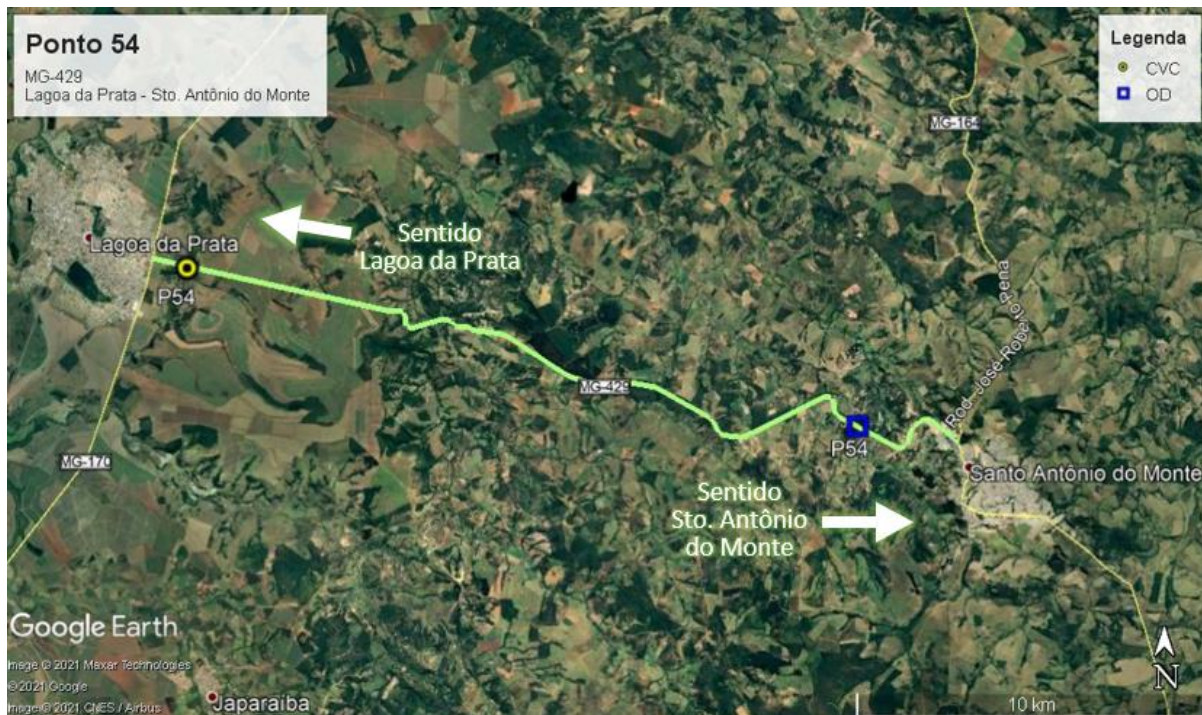 Ponto 54
MG-429
Lagoa da Prata - Sto. Antônio do Monte
Legenda
CVC
OD
MG-164
Sentido
Lagoa da Prata
Lagoa da Prata
P54
Rod. José Robelo Pena
MG-429
P54
MG-170
Santo Antônio do Monte
Sentido
Sto. Antônio
do Monte
Google Earth
Image © 2021 Maxar Technologies
© 2021 Google
Image © 2021 CNES / Airbus
Japaraíba
10 km
N